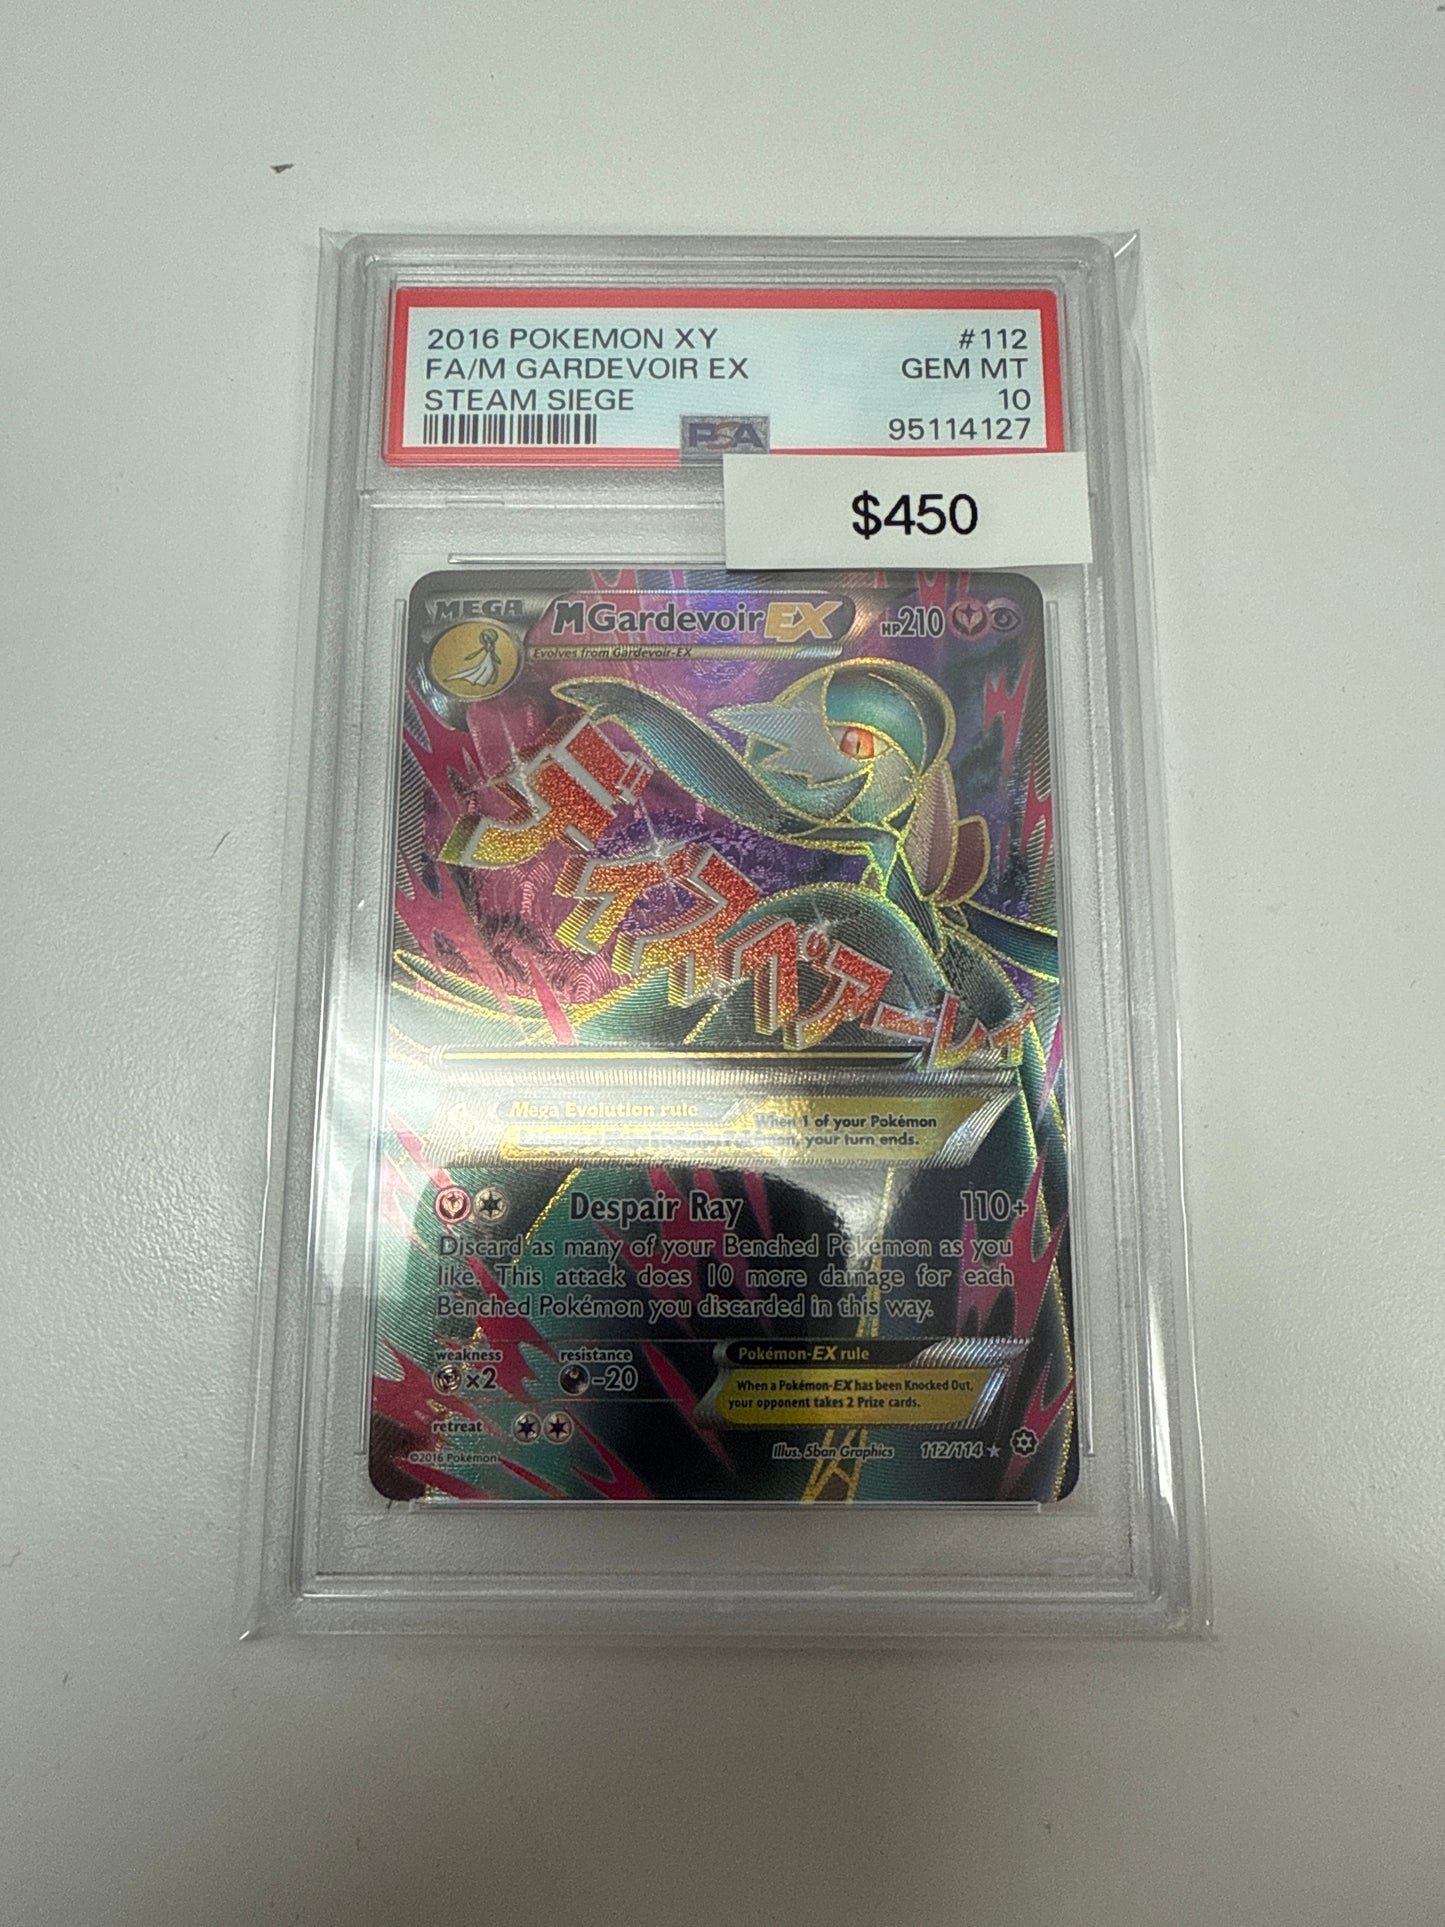 2016 POKEMON XY #112
FA/M GARDEVOIR EX GEM MT
STEAM SIEGE 10
PSA 95114127
$450
MEGA MGardevoir EX HP210
Evolves from Gardevoir-EX
メガ
デスペアーレイ
Mega Evolution rule When 1 of your Pokémon
Pokémon, your turn ends.
Despair Ray 110+
Discard as many of your Benched Pokémon as you
like. This attack does 10 more damage for each
Benched Pokémon you discarded in this way.
weakness resistance Pokémon-EX rule
×2 -20 When a Pokémon-EX has been Knocked Out,
your opponent takes 2 Prize cards.
retreat
©2016 Pokémon Illus. 5ban Graphics 112/114